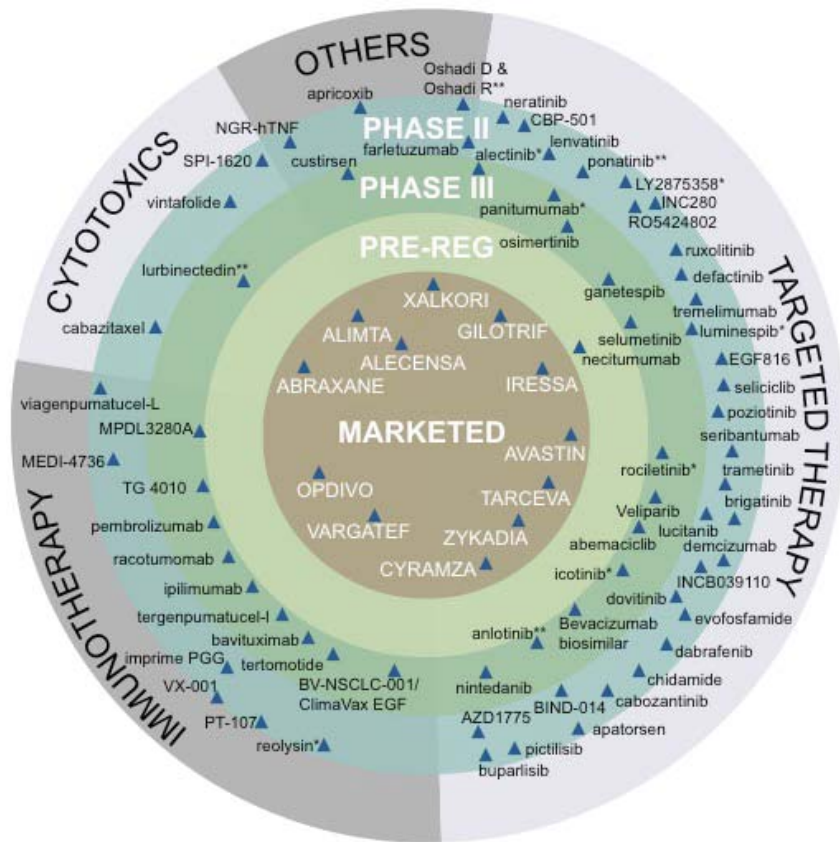 OTHERS
CYTOTOXICS
TARGETED THERAPY
IMMUNOTHERAPY
PHASE II
PHASE III
PRE-REG
MARKETED
Oshadi D &
Oshadi R**
apricoxib
neratinib
CBP-501
NGR-hTNF
farletuzumab
lenvatinib
SPI-1620
custirsen
alectinib*
ponatinib**
LY2875358*
INC280
RO5424802
vintafolide
panitumumab*
osimertinib
ruxolitinib
lurbinectedin**
defactinib
ganetespib
tremelimumab
XALKORI
cabazitaxel
ALIMTA
GILOTRIF
selumetinib
luminespib*
ALECENSA
necitumumab
EGF816
ABRAXANE
IRESSA
seliciclib
viagenpumatucel-L
poziotinib
MPDL3280A
seribantumab
AVASTIN
MEDI-4736
rociletinib*
trametinib
TG 4010
OPDIVO
TARCEVA
brigatinib
Veliparib
pembrolizumab
VARGATEF
ZYKADIA
lucitanib
abemaciclib
demcizumab
racotumomab
CYRAMZA
icotinib*
INCB039110
ipilimumab
dovitinib
tergenpumatucel-l
Bevacizumab
biosimilar
evofosfamide
bavituximab
anlotinib**
dabrafenib
imprime PGG
tertomotide
VX-001
BV-NSCLC-001/
ClimaVax EGF
nintedanib
chidamide
cabozantinib
BIND-014
PT-107
AZD1775
apatorsen
reolysin*
pictilisib
buparlisib